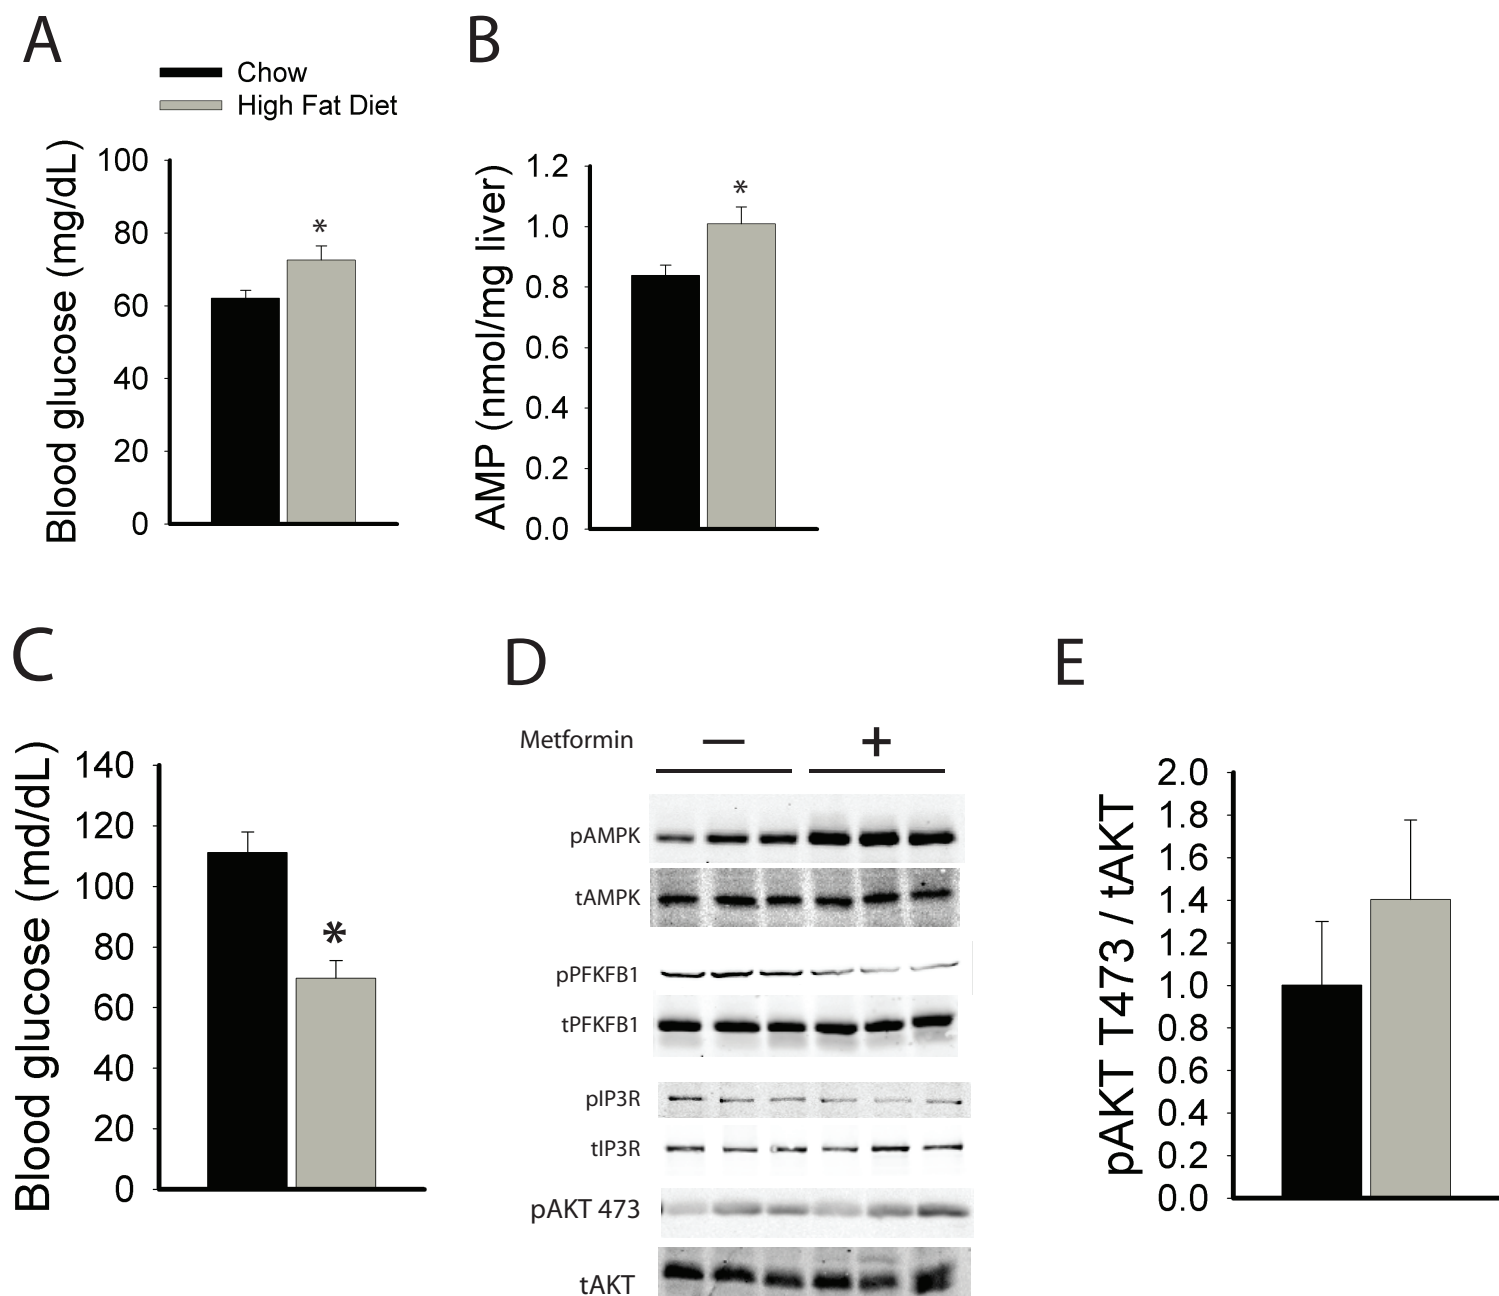 A
B
Chow
High Fat Diet
Blood glucose (mg/dL)
100
80
60
40
20
0
*
AMP (nmol/mg liver)
1.2
1.0
0.8
0.6
0.4
0.2
0.0
*
C
D
E
Blood glucose (md/dL)
140
120
100
80
60
40
20
0
*
Metformin — +
pAMPK
tAMPK
pPFKFB1
tPFKFB1
pIP3R
tIP3R
pAKT 473
tAKT
pAKT T473 / tAKT
2.0
1.8
1.6
1.4
1.2
1.0
0.8
0.6
0.4
0.2
0.0